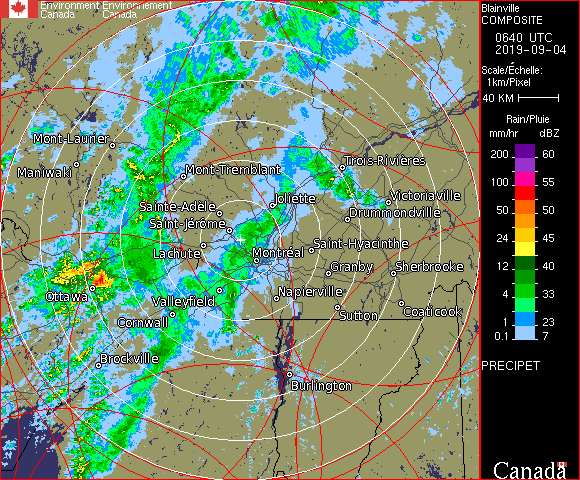 Environment Environnement
Canada Canada
Blainville
COMPOSITE
0640 UTC
2019-09-04
Scale/Échelle:
1km/Pixel
40 KM
Rain/Pluie
mm/hr dBZ
200 60
100 55
50 50
24 45
12 40
4 33
1 23
0.1 7
PRECIPET
Canada
Mont-Laurier
Maniwaki
Mont-Tremblant
Trois-Rivières
Victoriaville
Joliette
Sainte-Adèle
Drummondville
Saint-Jérôme
Lachute
Montréal
Saint-Hyacinthe
Granby
Sherbrooke
Ottawa
Valleyfield
Napierville
Cornwall
Sutton
Coaticook
Brockville
Burlington